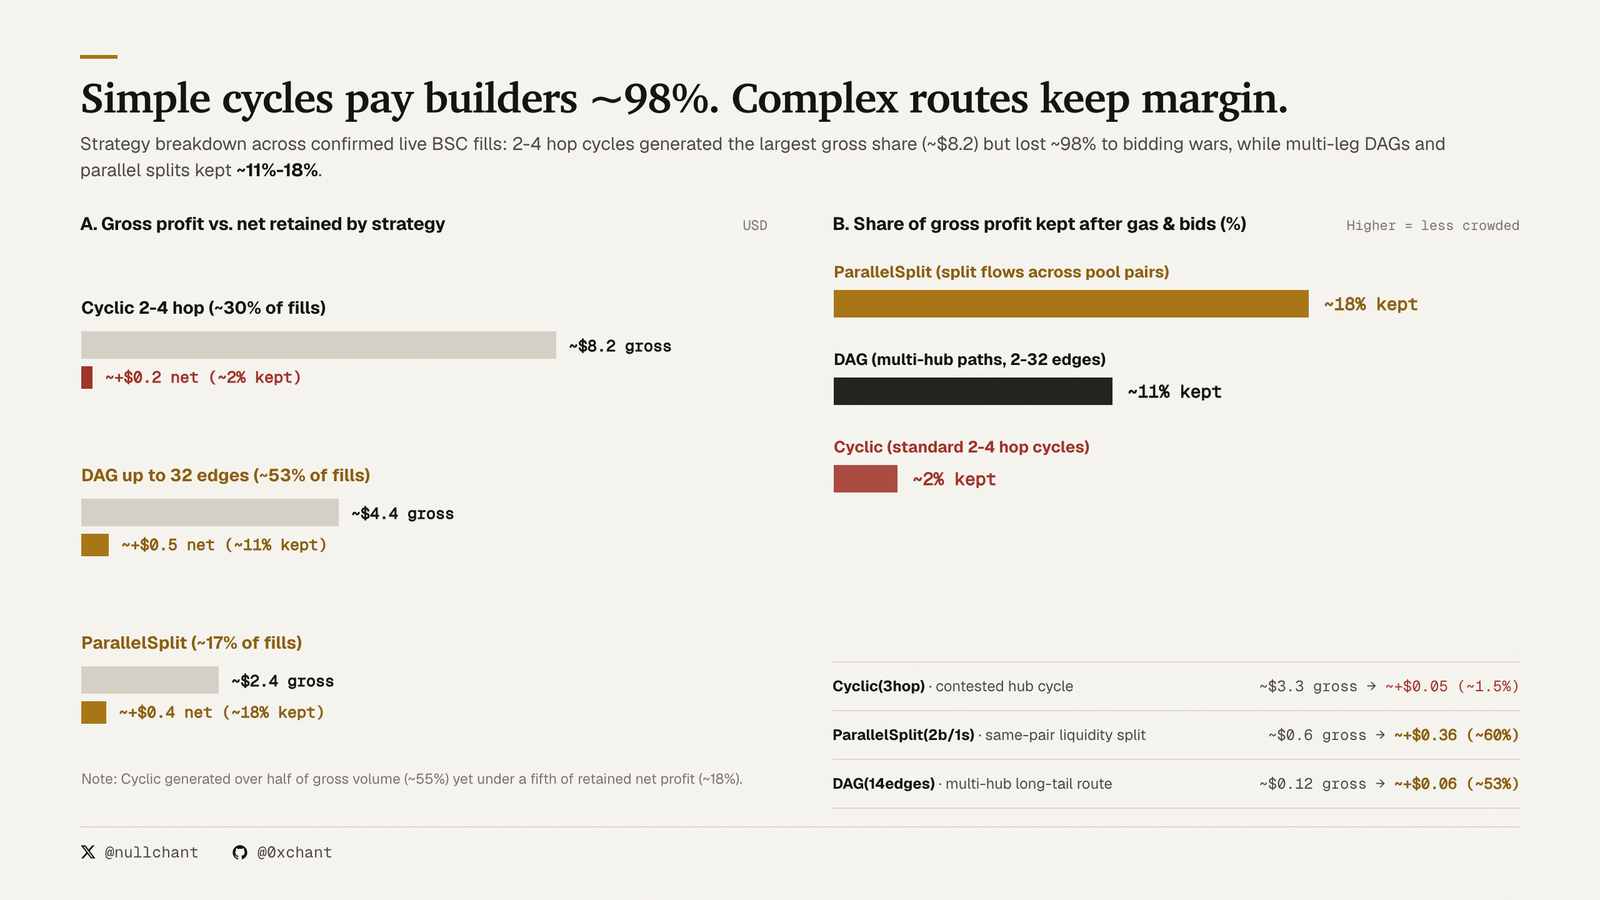 Simple cycles pay builders ~98%. Complex routes keep margin.
Strategy breakdown across confirmed live BSC fills: 2-4 hop cycles generated the largest gross share (~$8.2) but lost ~98% to bidding wars, while multi-leg DAGs and
parallel splits kept ~11%-18%.
A. Gross profit vs. net retained by strategy
USD
Cyclic 2-4 hop (~30% of fills)
~$8.2 gross
~+$0.2 net (~2% kept)
DAG up to 32 edges (~53% of fills)
~$4.4 gross
~+$0.5 net (~11% kept)
ParallelSplit (~17% of fills)
~$2.4 gross
~+$0.4 net (~18% kept)
Note: Cyclic generated over half of gross volume (~55%) yet under a fifth of retained net profit (~18%).
B. Share of gross profit kept after gas & bids (%)
Higher = less crowded
ParallelSplit (split flows across pool pairs)
~18% kept
DAG (multi-hub paths, 2-32 edges)
~11% kept
Cyclic (standard 2-4 hop cycles)
~2% kept
Cyclic(3hop) · contested hub cycle ~$3.3 gross → ~+$0.05 (~1.5%)
ParallelSplit(2b/1s) · same-pair liquidity split ~$0.6 gross → ~+$0.36 (~60%)
DAG(14edges) · multi-hub long-tail route ~$0.12 gross → ~+$0.06 (~53%)
@nullchant @0xchant